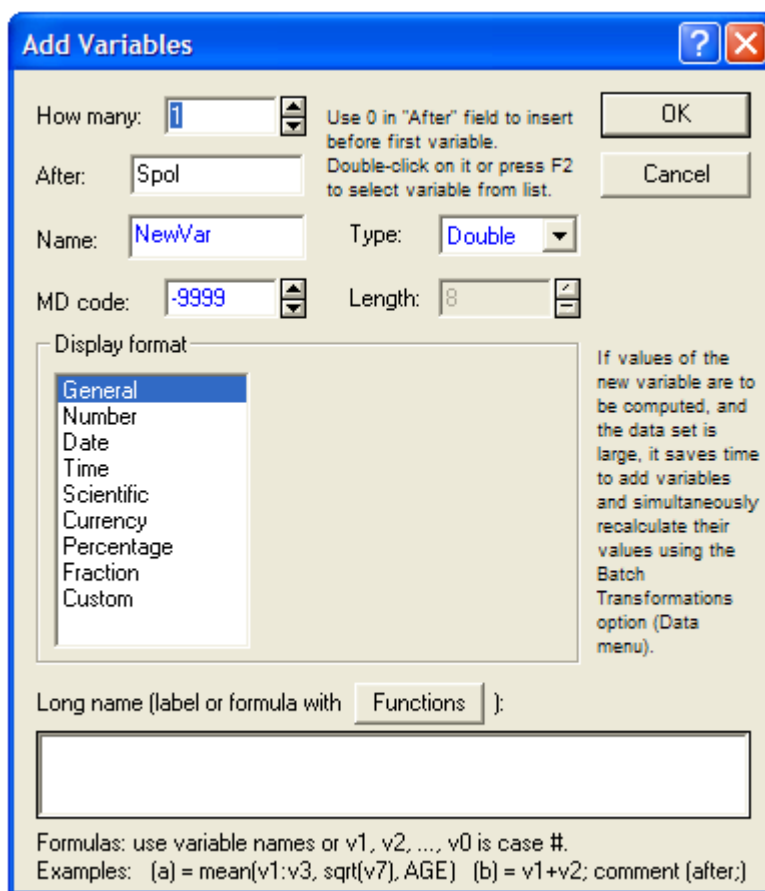 Add Variables
How many: 1
Use 0 in "After" field to insert
before first variable.
Double-click on it or press F2
to select variable from list.
OK
After: Spol
Cancel
Name: NewVar
Type: Double
MD code: -9999
Length: 8
Display format
General
Number
Date
Time
Scientific
Currency
Percentage
Fraction
Custom
If values of the
new variable are to
be computed, and
the data set is
large, it saves time
to add variables
and simultaneously
recalculate their
values using the
Batch
Transformations
option (Data
menu).
Long name (label or formula with Functions ):
Formulas: use variable names or v1, v2, ..., v0 is case #.
Examples: (a) = mean(v1:v3, sqrt(v7), AGE) (b) = v1+v2; comment (after;)